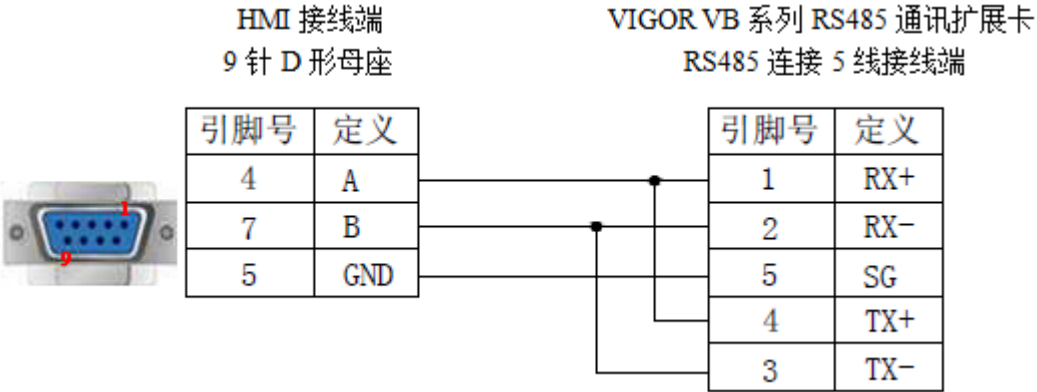 HMI 接线端
9 针 D 形母座
VIGOR VB 系列 RS485 通讯扩展卡
RS485 连接 5 线接线端
引脚号 定义
4 A
7 B
5 GND
1
9
引脚号 定义
1 RX+
2 RX-
5 SG
4 TX+
3 TX-